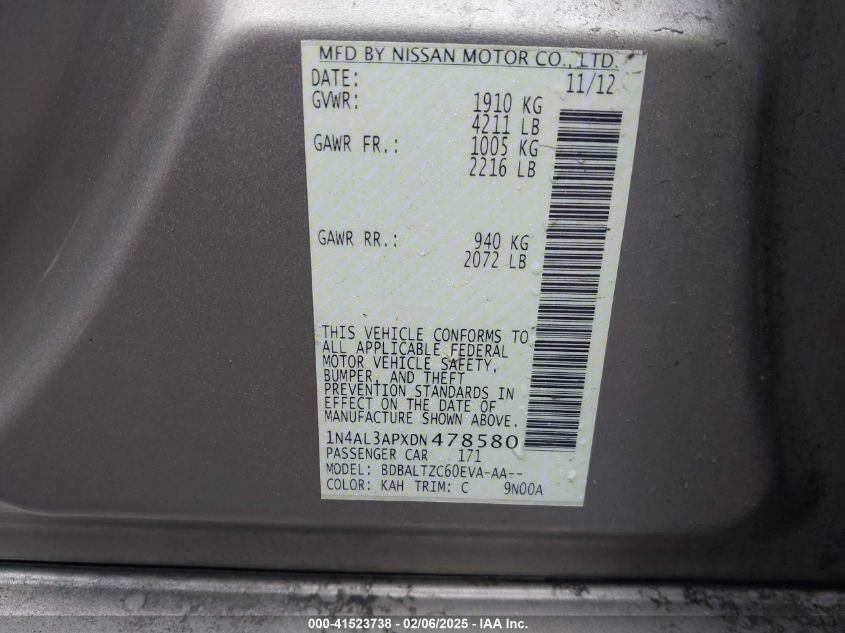 MFD BY NISSAN MOTOR CO., LTD.
DATE: 11/12
GVWR: 1910 KG
4211 LB
GAWR FR.: 1005 KG
2216 LB
GAWR RR.: 940 KG
2072 LB
THIS VEHICLE CONFORMS TO
ALL APPLICABLE FEDERAL
MOTOR VEHICLE SAFETY,
BUMPER, AND THEFT
PREVENTION STANDARDS IN
EFFECT ON THE DATE OF
MANUFACTURE SHOWN ABOVE.
1N4AL3APXDN478580
PASSENGER CAR 171
MODEL: BDBALTZC60EVA-AA--
COLOR: KAH TRIM: C 9N00A
000-41523738 - 02/06/2025 - IAA Inc.